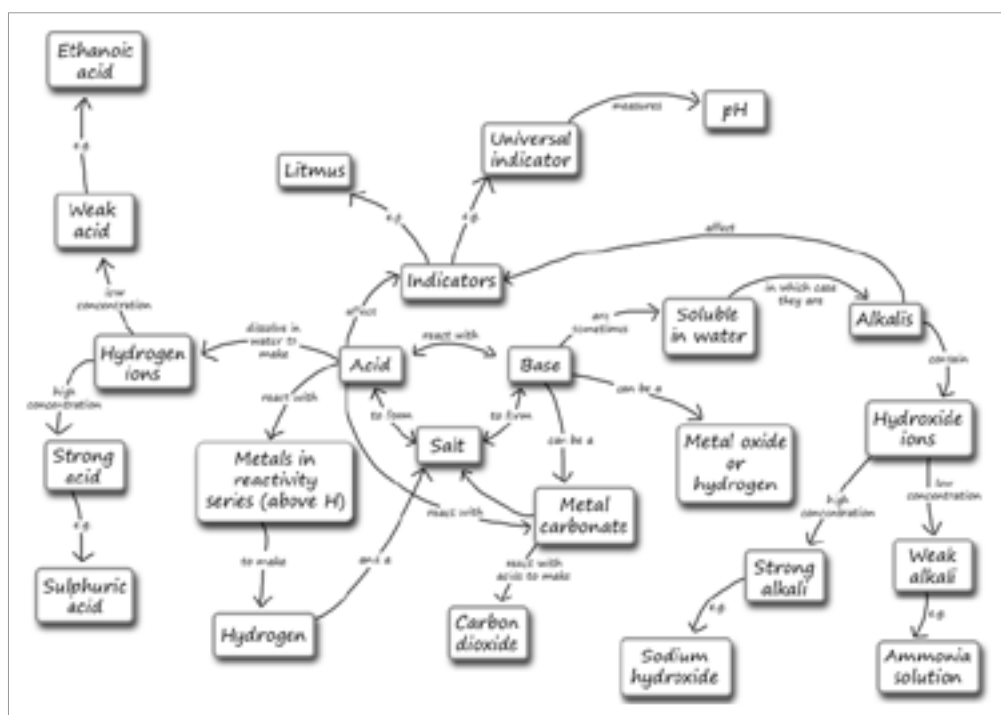 Ethanoic
acid
e.g.
Weak
acid
low
concentration
Hydrogen
ions
high
concentration
Strong
acid
e.g.
Sulphuric
acid
Litmus
e.g.
Universal
indicator
e.g.
measures
pH
Indicators
affect
affect
dissolve in
water to
make
Acid
react with
Base
are
sometimes
Soluble
in water
in which case
they are
Alkalis
contain
Hydroxide
ions
react with
to form
to form
Salt
can be a
can be a
Metal oxide
or
hydrogen
Metals in
reactivity
series (above H)
react with
Metal
carbonate
to make
and a
Hydrogen
react with
acids to make
Carbon
dioxide
high
concentration
low
concentration
Strong
alkali
Weak
alkali
e.g.
e.g.
Sodium
hydroxide
Ammonia
solution